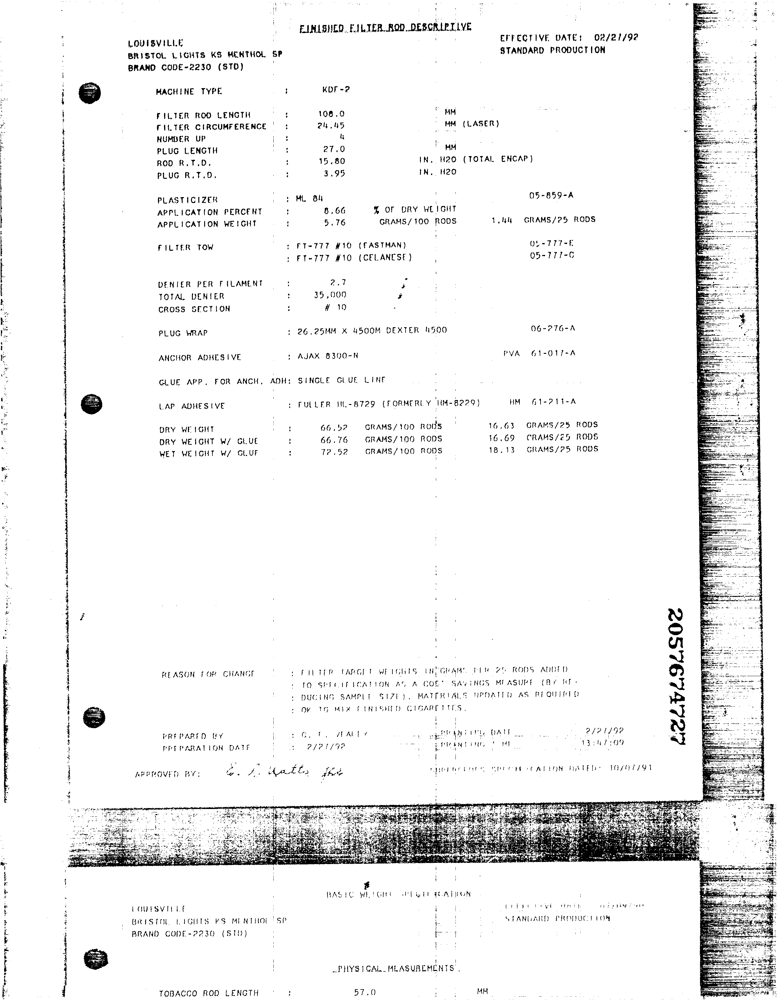 FINISHED FILTER ROD DESCRIPTIVE
LOUISVILLE EFFECTIVE DATE: 02/27/92
BRISTOL LIGHTS KS MENTHOL SP STANDARD PRODUCTION
BRAND CODE-2230 (STD)
MACHINE TYPE : KDF-2
FILTER ROD LENGTH : 108.0 MM
FILTER CIRCUMFERENCE : 24.45 MM (LASER)
NUMBER UP : 4
PLUG LENGTH : 27.0 MM
ROD R.T.D. : 15.80 IN. H2O (TOTAL ENCAP)
PLUG R.T.D. : 3.95 IN. H2O
PLASTICIZER : ML 84 05-859-A
APPLICATION PERCENT : 8.66 % OF DRY WEIGHT
APPLICATION WEIGHT : 5.76 GRAMS/100 RODS 1.44 GRAMS/25 RODS
FILTER TOW : FT-777 #10 (EASTMAN) 05-777-E
: FT-777 #10 (CELANESE) 05-777-C
DENIER PER FILAMENT : 2.7
TOTAL DENIER : 35,000
CROSS SECTION : # 10
PLUG WRAP : 26.25MM X 4500M DEXTER 4500 06-276-A
ANCHOR ADHESIVE : AJAX 8300-N PVA 61-017-A
GLUE APP. FOR ANCH. ADH: SINGLE GLUE LINE
LAP ADHESIVE : FULLER HL-8729 (FORMERLY HM-8229) HM 61-211-A
DRY WEIGHT : 66.52 GRAMS/100 RODS 16.63 GRAMS/25 RODS
DRY WEIGHT W/ GLUE : 66.76 GRAMS/100 RODS 16.69 GRAMS/25 RODS
WET WEIGHT W/ GLUE : 72.52 GRAMS/100 RODS 18.13 GRAMS/25 RODS
2057674727
REASON FOR CHANGE : FILTER TARGET WEIGHTS IN GRAMS PER 25 RODS ADDED
: TO SPECIFICATION AS A COST SAVINGS MEASURE (BY RE-
: DUCING SAMPLE SIZE). MATERIALS UPDATED AS REQUIRED
: OK TO MIX FINISHED CIGARETTES.
PREPARED BY : PRINTING DATE 2/27/92
PREPARATION DATE : 2/27/92 PRINTING TIME 13:47:09
APPROVED BY: SUPERSEDES SPECIFICATION DATED: 10/07/91
BASIC WEIGHT SPECIFICATION
LOUISVILLE EFFECTIVE DATE
BRISTOL LIGHTS KS MENTHOL SP STANDARD PRODUCTION
BRAND CODE-2230 (STD)
PHYSICAL MEASUREMENTS
TOBACCO ROD LENGTH : 57.0 MM